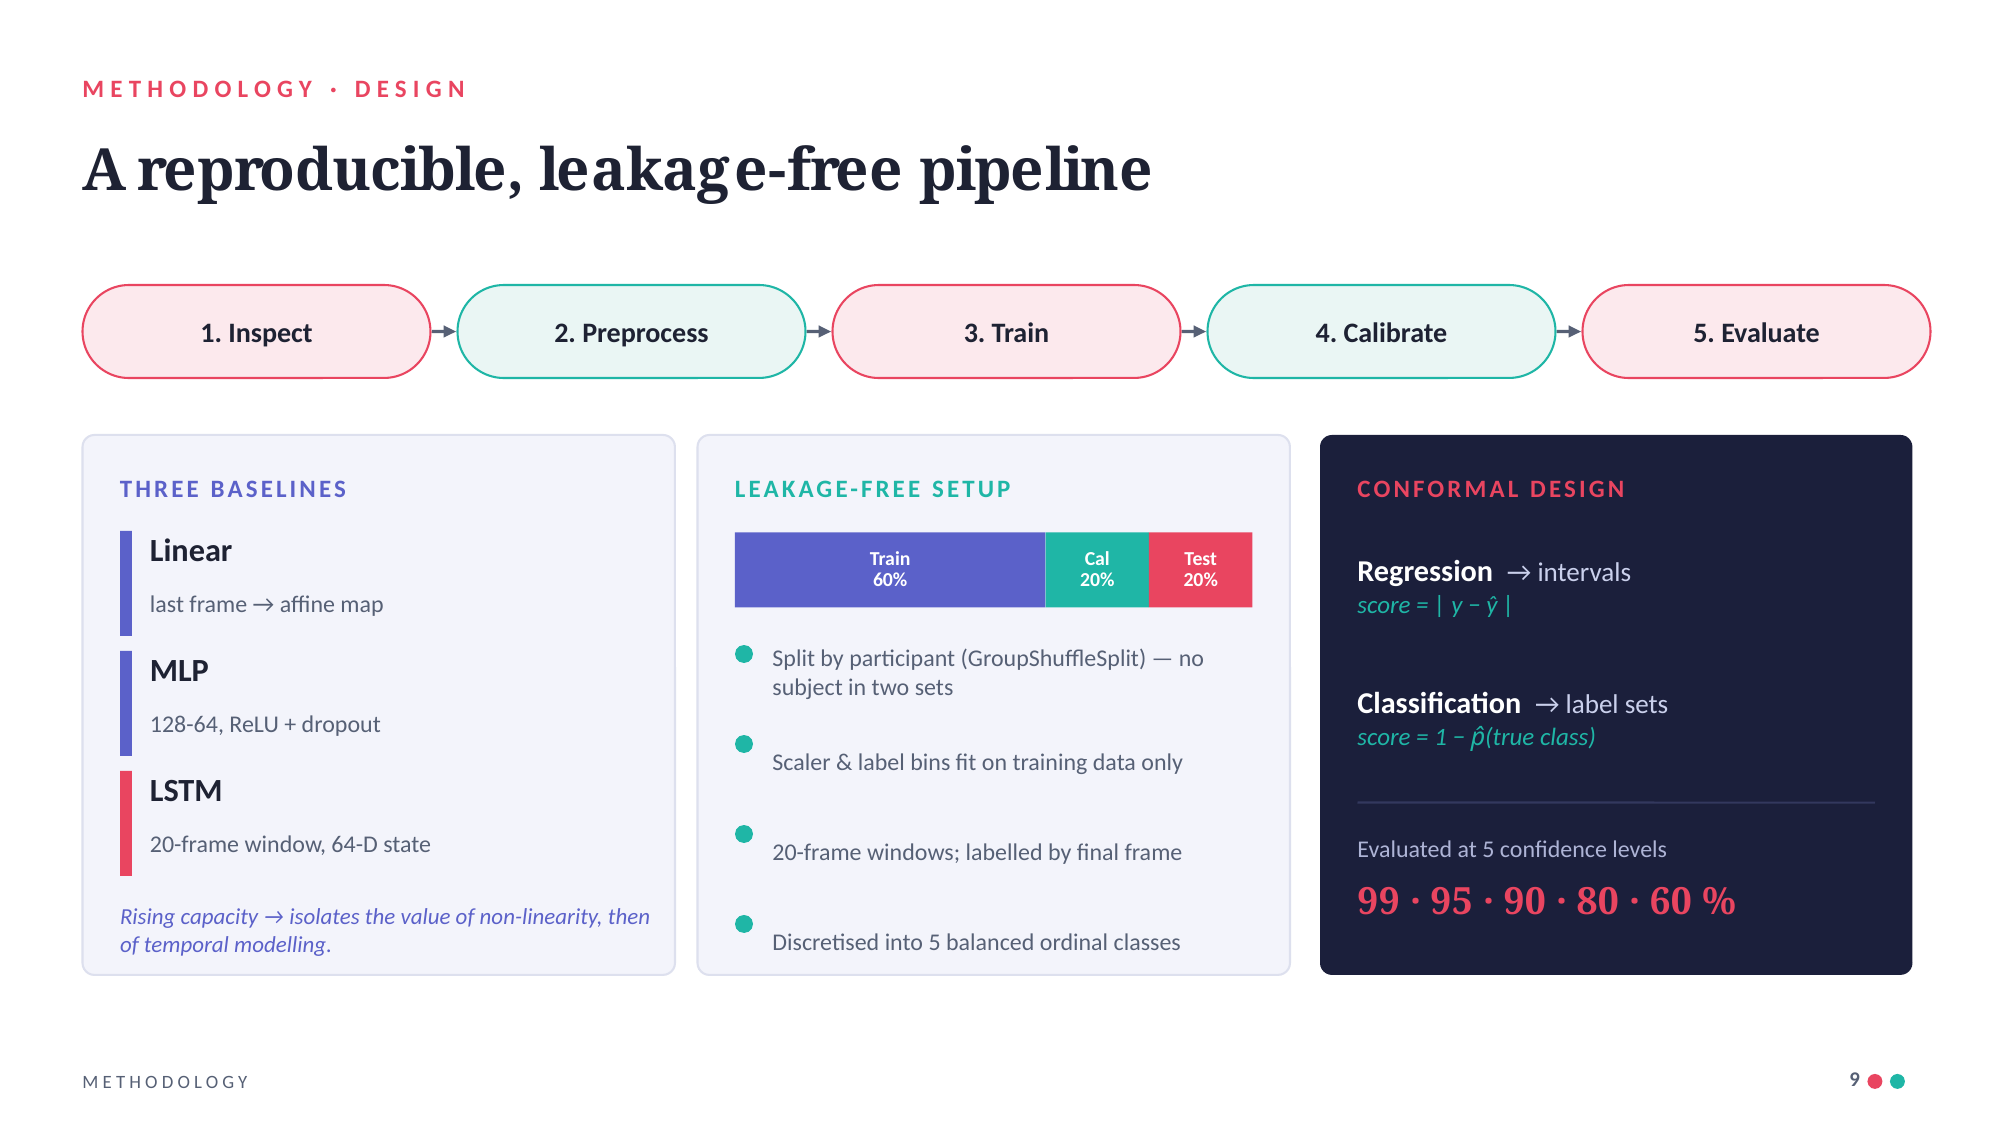 METHODOLOGY · DESIGN
A reproducible, leakage-free pipeline
1. Inspect
2. Preprocess
3. Train
4. Calibrate
5. Evaluate
THREE BASELINES
Linear
last frame → affine map
MLP
128-64, ReLU + dropout
LSTM
20-frame window, 64-D state
Rising capacity → isolates the value of non-linearity, then
of temporal modelling.
LEAKAGE-FREE SETUP
Train
60%
Cal
20%
Test
20%
Split by participant (GroupShuffleSplit) — no
subject in two sets
Scaler & label bins fit on training data only
20-frame windows; labelled by final frame
Discretised into 5 balanced ordinal classes
CONFORMAL DESIGN
Regression → intervals
score = | y − ŷ |
Classification → label sets
score = 1 − p̂(true class)
Evaluated at 5 confidence levels
99 · 95 · 90 · 80 · 60 %
METHODOLOGY
9